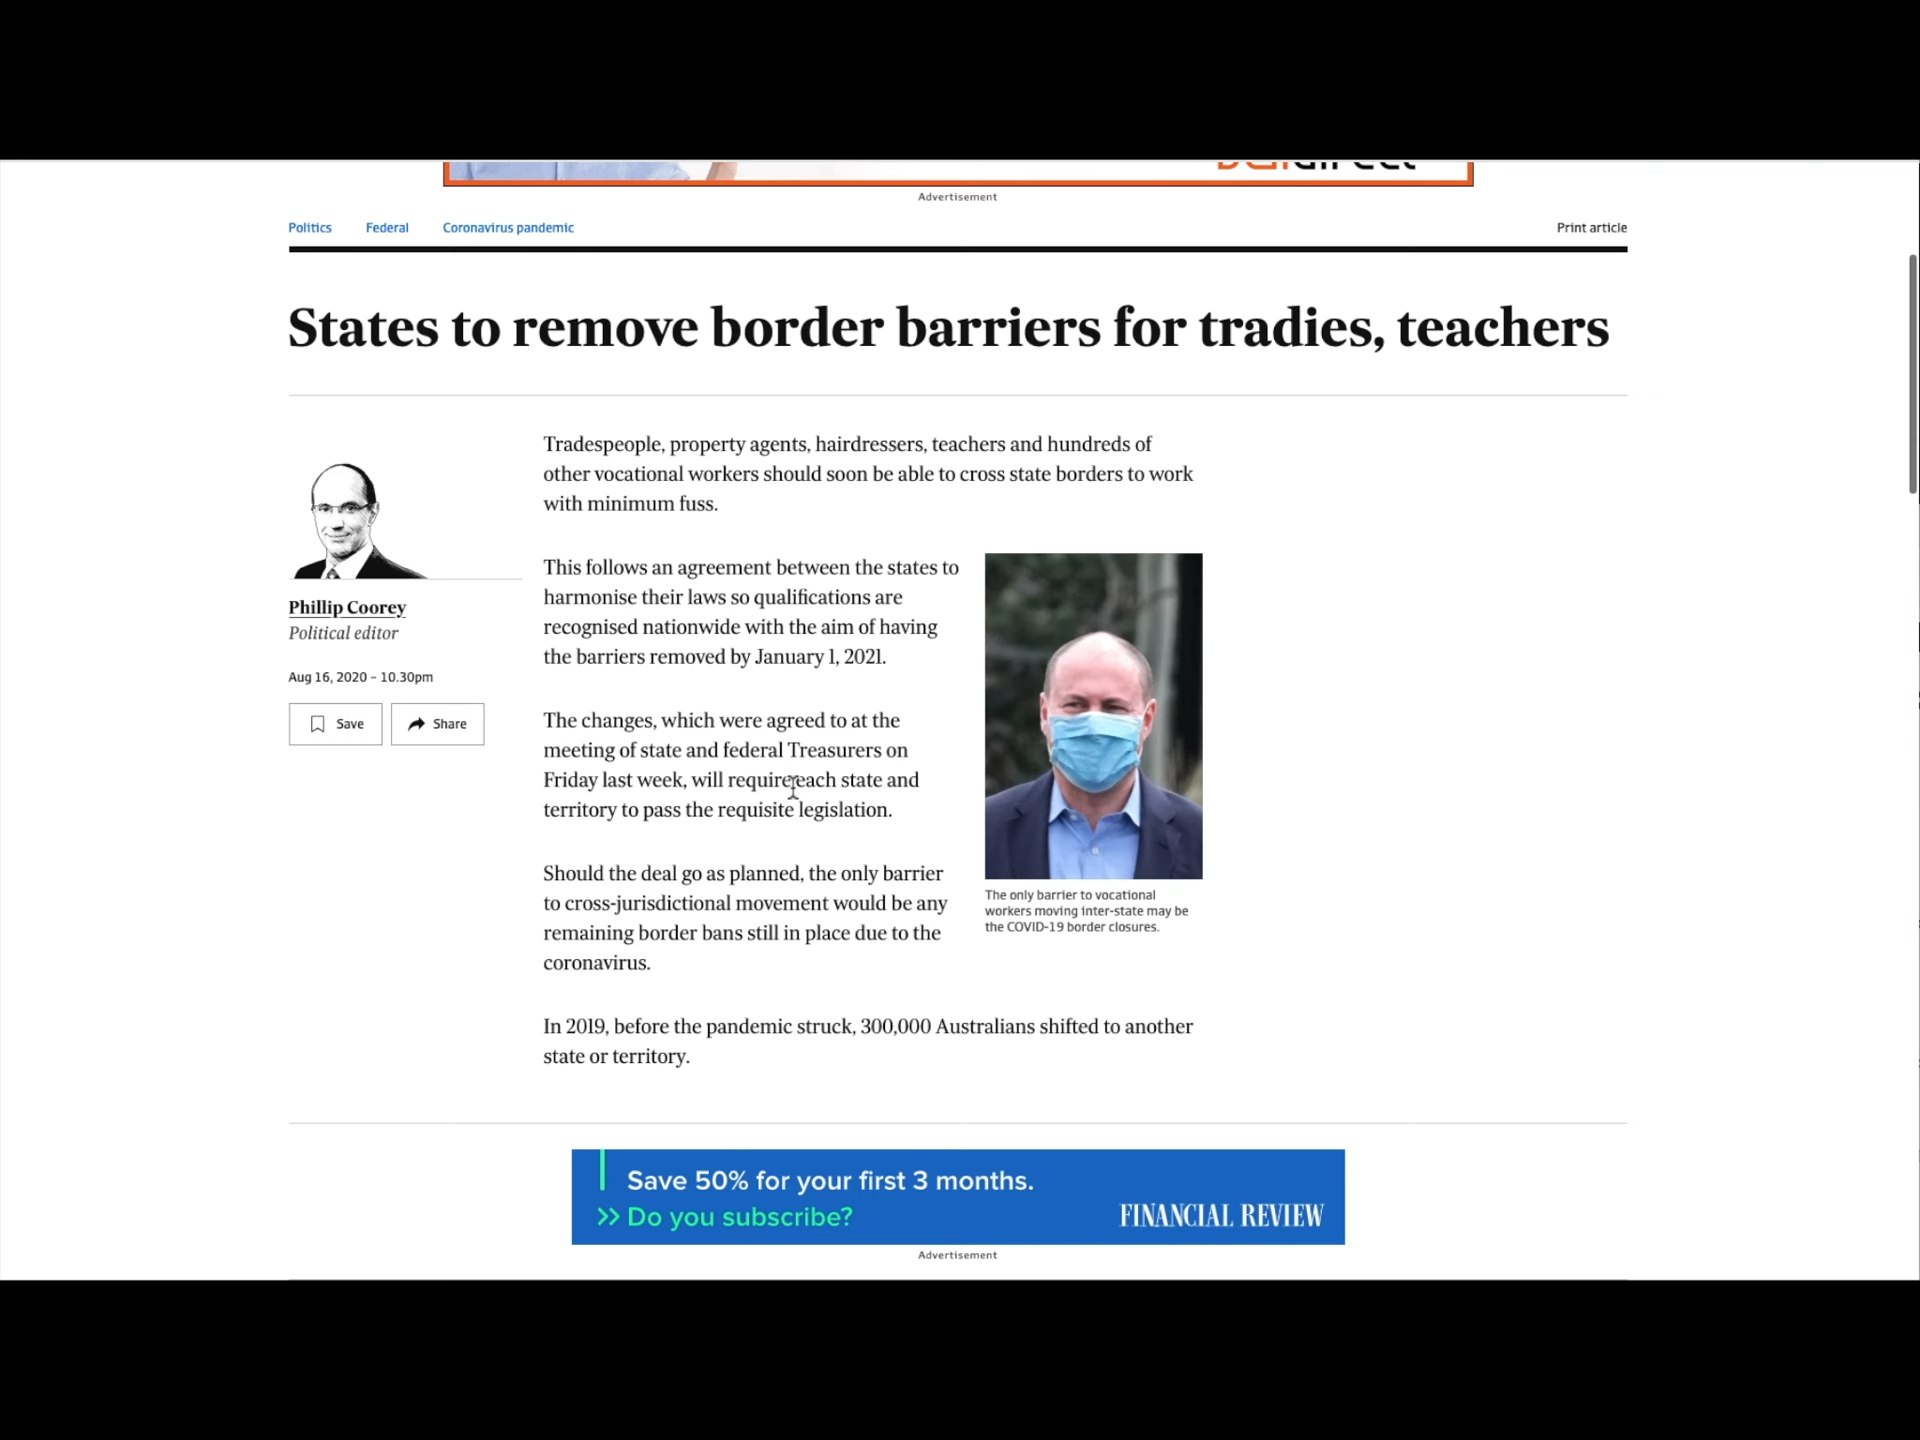 Advertisement
Politics Federal Coronavirus pandemic Print article
States to remove border barriers for tradies, teachers
Tradespeople, property agents, hairdressers, teachers and hundreds of
other vocational workers should soon be able to cross state borders to work
with minimum fuss.
Phillip Coorey
Political editor
Aug 16, 2020 – 10.30pm
Save Share
This follows an agreement between the states to
harmonise their laws so qualifications are
recognised nationwide with the aim of having
the barriers removed by January 1, 2021.
The changes, which were agreed to at the
meeting of state and federal Treasurers on
Friday last week, will require each state and
territory to pass the requisite legislation.
Should the deal go as planned, the only barrier
to cross-jurisdictional movement would be any
remaining border bans still in place due to the
coronavirus.
The only barrier to vocational
workers moving inter-state may be
the COVID-19 border closures.
In 2019, before the pandemic struck, 300,000 Australians shifted to another
state or territory.
Save 50% for your first 3 months.
>> Do you subscribe?
FINANCIAL REVIEW
Advertisement